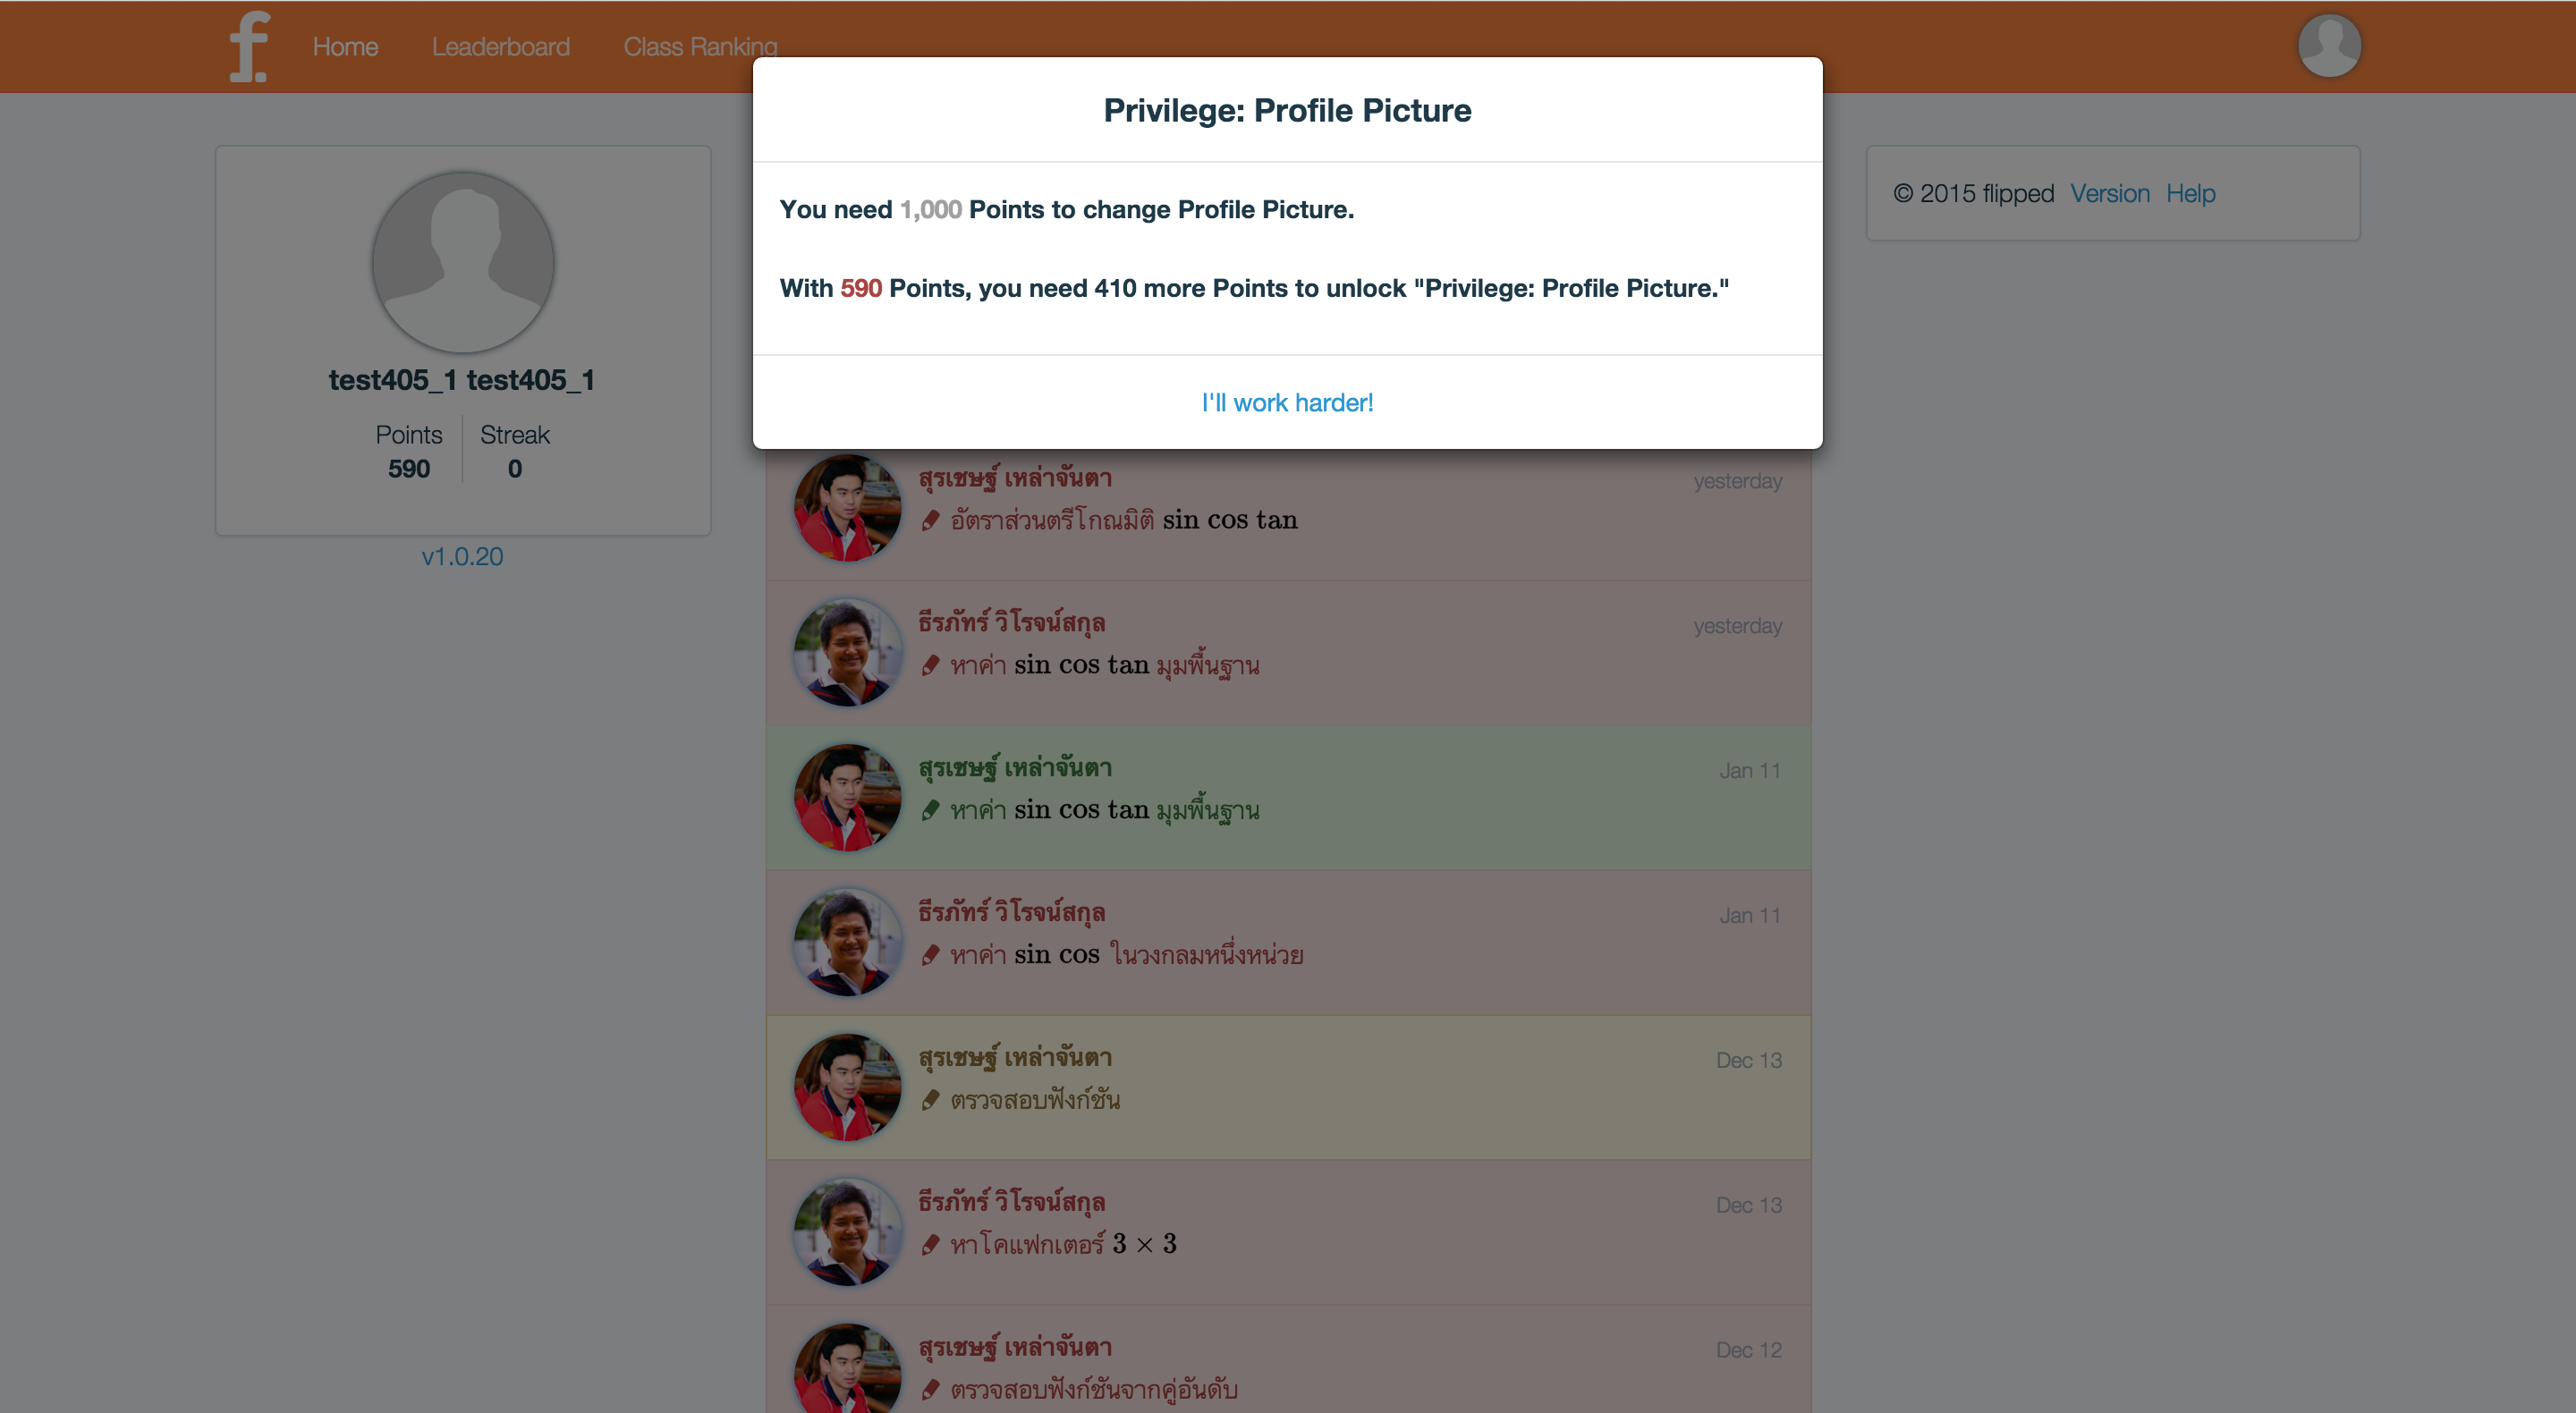 f.
Home Leaderboard Class Ranking
Privilege: Profile Picture
You need 1,000 Points to change Profile Picture.
With 590 Points, you need 410 more Points to unlock "Privilege: Profile Picture."
I'll work harder!
test405_1 test405_1
Points Streak
590 0
v1.0.20
© 2015 flipped Version Help
สุรเชษฐ์ เหล่าจันตา yesterday
อัตราส่วนตรีโกณมิติ sin cos tan
ธีรภัทร์ วิโรจน์สกุล yesterday
หาค่า sin cos tan มุมพื้นฐาน
สุรเชษฐ์ เหล่าจันตา Jan 11
หาค่า sin cos tan มุมพื้นฐาน
ธีรภัทร์ วิโรจน์สกุล Jan 11
หาค่า sin cos ในวงกลมหนึ่งหน่วย
สุรเชษฐ์ เหล่าจันตา Dec 13
ตรวจสอบฟังก์ชัน
ธีรภัทร์ วิโรจน์สกุล Dec 13
หาโคแฟกเตอร์ 3 × 3
สุรเชษฐ์ เหล่าจันตา Dec 12
ตรวจสอบฟังก์ชันจากคู่อันดับ